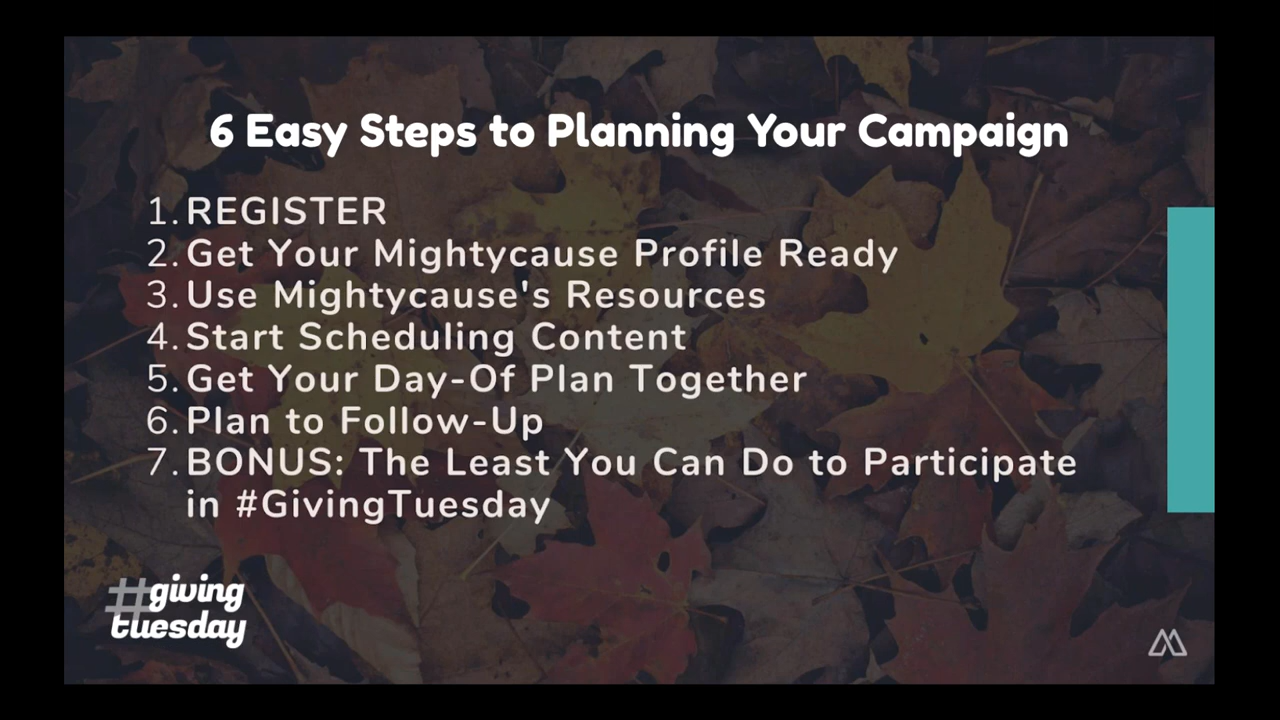 6 Easy Steps to Planning Your Campaign
1. REGISTER
2. Get Your Mightycause Profile Ready
3. Use Mightycause's Resources
4. Start Scheduling Content
5. Get Your Day-Of Plan Together
6. Plan to Follow-Up
7. BONUS: The Least You Can Do to Participate
in #GivingTuesday
#giving
tuesday